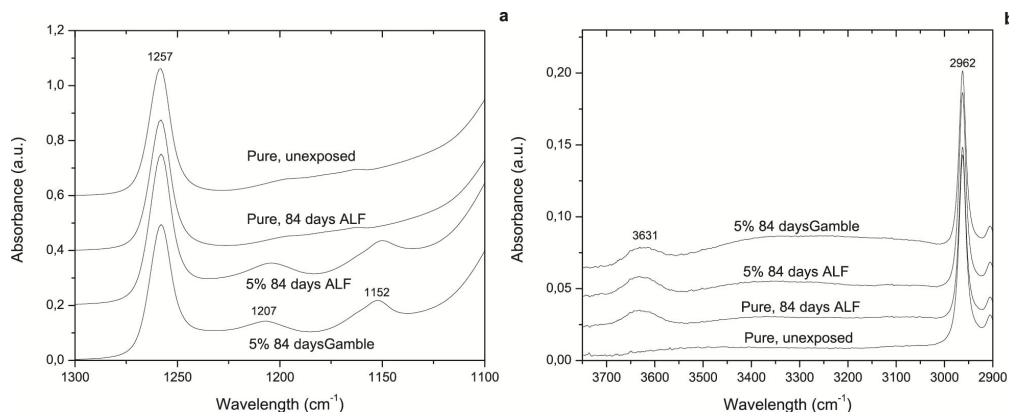 a
1,2
1,0
0,8
0,6
0,4
0,2
0,0
1300
1250
1200
1150
1100
Absorbance (a.u.)
Wavelength (cm-1)
1257
Pure, unexposed
Pure, 84 days ALF
5% 84 days ALF
1207
1152
5% 84 daysGamble
b
0,20
0,15
0,10
0,05
0,00
3600
3500
3400
3300
3200
3100
3000
2900
Absorbance (a.u.)
Wavelength (cm-1)
2962
3631
5% 84 daysGamble
5% 84 days ALF
Pure, 84 days ALF
Pure, unexposed